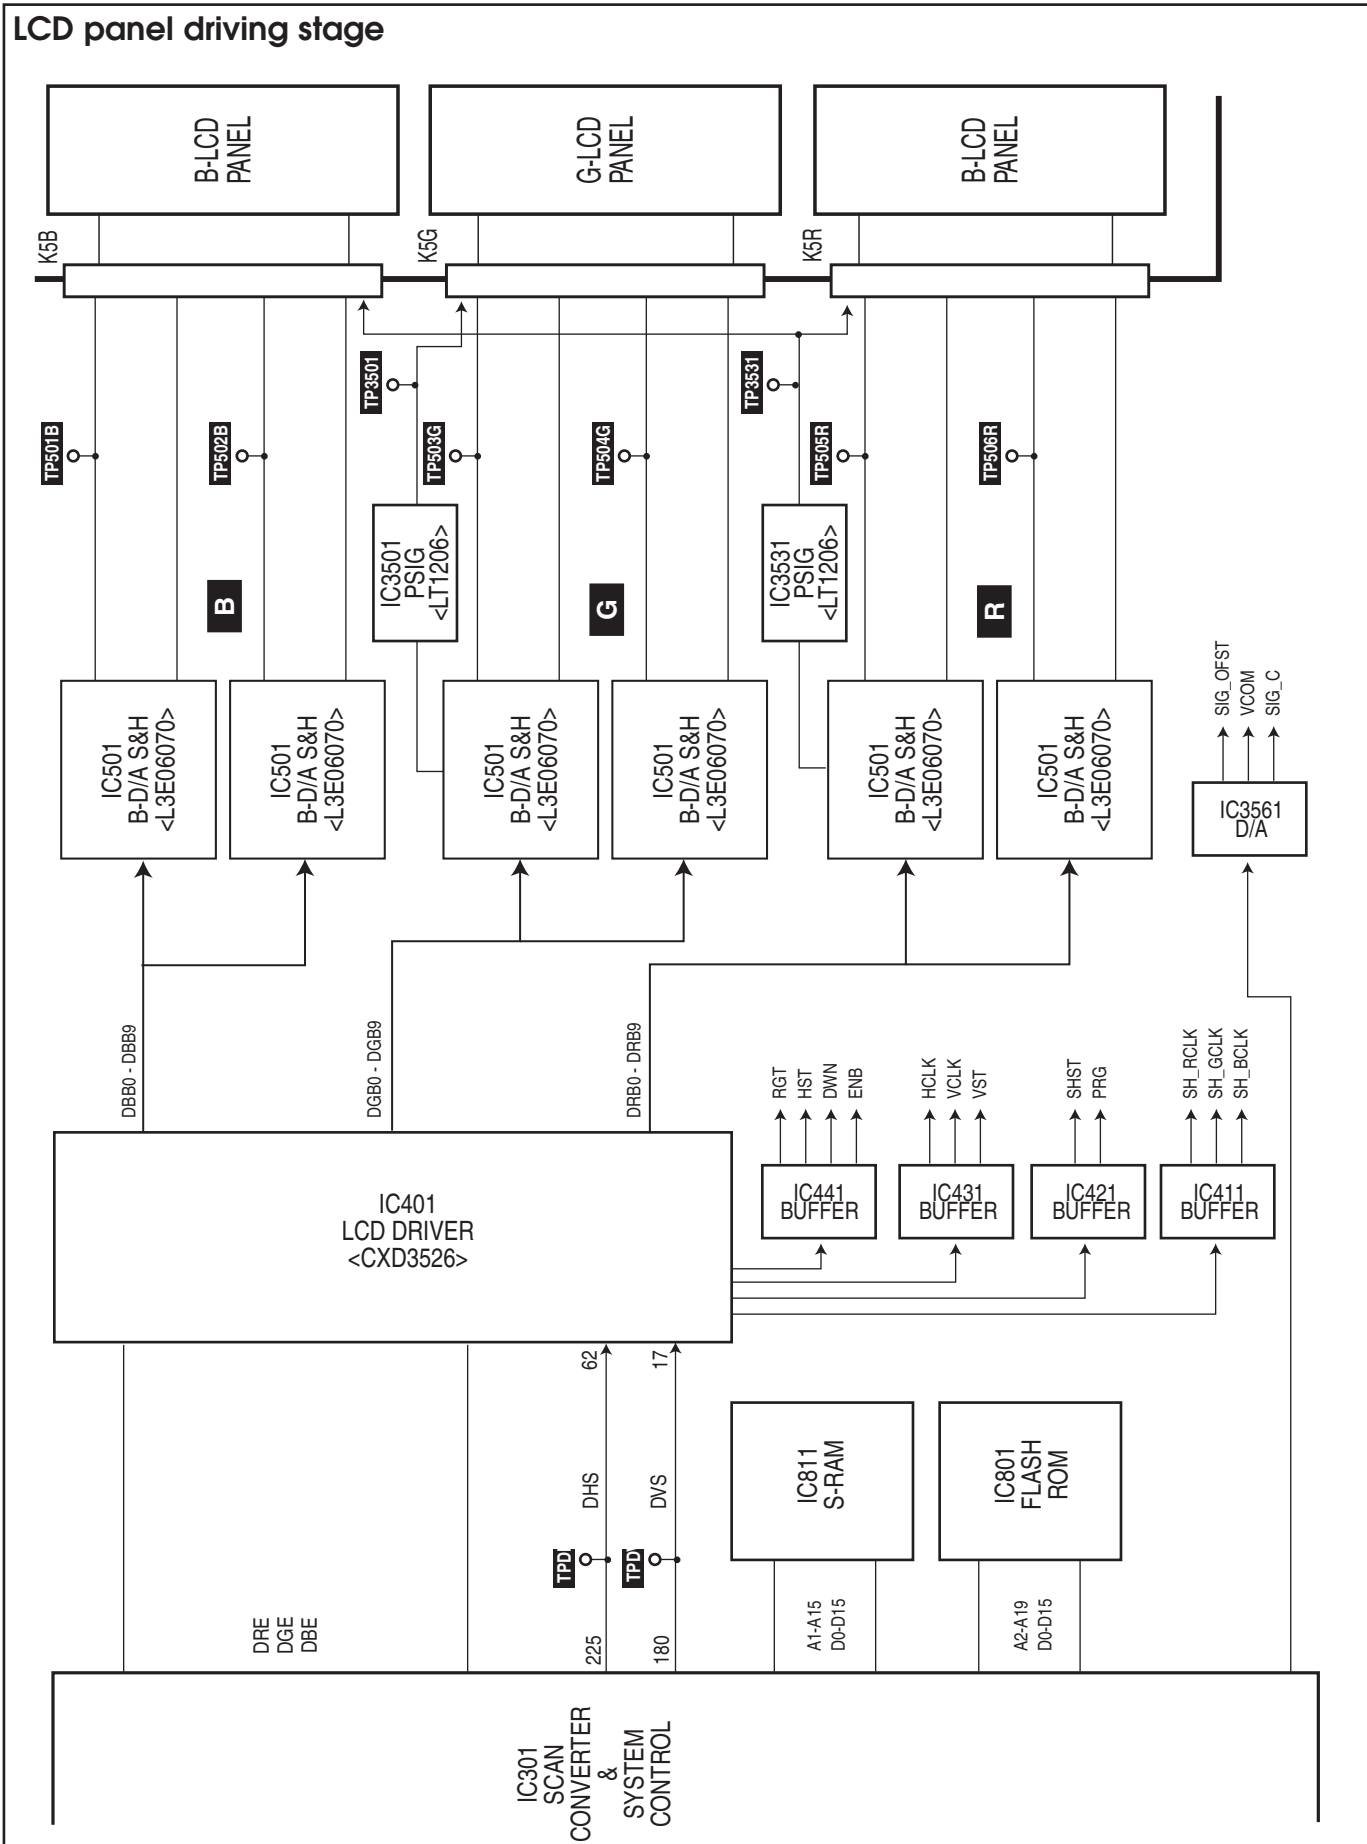 LCD panel driving stage
B-LCD
PANEL
G-LCD
PANEL
B-LCD
PANEL
K5B
K5G
K5R
TP3501
TP3531
TP501B
TP502B
TP503G
TP504G
TP505R
TP506R
IC3501
PSIG
<LT1206>
IC3531
PSIG
<LT1206>
B
G
R
IC501
B-D/A S&H
<L3E06070>
IC501
B-D/A S&H
<L3E06070>
IC501
B-D/A S&H
<L3E06070>
IC501
B-D/A S&H
<L3E06070>
IC501
B-D/A S&H
<L3E06070>
IC501
B-D/A S&H
<L3E06070>
SIG_OFST
VCOM
SIG_C
IC3561
D/A
DBB0 - DBB9
DGB0 - DGB9
DRB0 - DRB9
RGT
HST
DWN
ENB
HCLK
VCLK
VST
SHST
PRG
SH_RCLK
SH_GCLK
SH_BCLK
IC401
LCD DRIVER
<CXD3526>
IC441
BUFFER
IC431
BUFFER
IC421
BUFFER
IC411
BUFFER
62
17
DHS
DVS
TPD
TPD
225
180
DRE
DGE
DBE
IC811
S-RAM
IC801
FLASH
ROM
A1-A15
D0-D15
A2-A19
D0-D15
IC301
SCAN
CONVERTER
&
SYSTEM
CONTROL